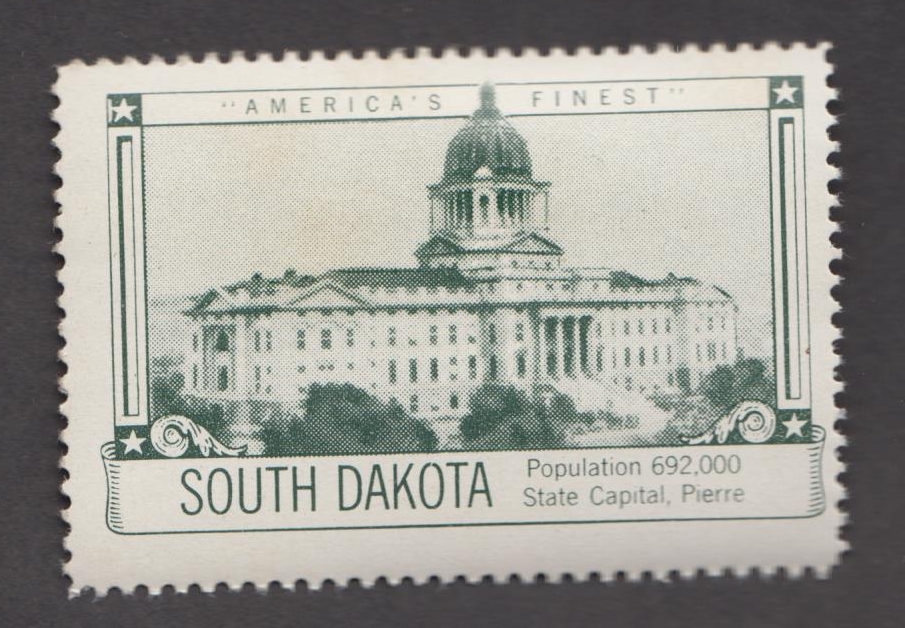 "AMERICA'S FINEST"
SOUTH DAKOTA
Population 692,000
State Capital, Pierre